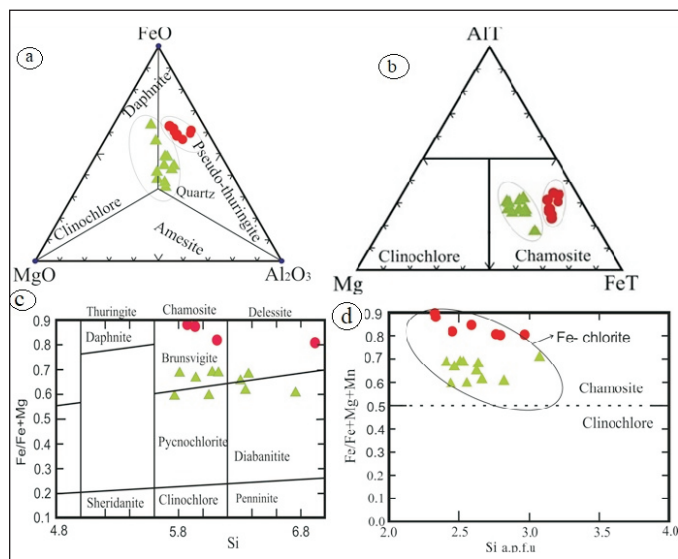 a
FeO
Daphnite
Pseudo-thuringite
Quartz
Clinochlore
Amesite
MgO
Al₂O₃
b
AlT
Clinochlore
Chamosite
Mg
FeT
c
Thuringite
Chamosite
Delessite
0.9
0.8
0.7
0.6
0.5
0.4
0.3
0.2
0.1
Fe/Fe+Mg
Daphnite
Brunsvigite
Pycnochlorite
Diabanitite
Sheridanite
Clinochlore
Penninite
4.8
5.8
6.8
Si
d
0.9
0.8
0.7
0.6
0.5
0.4
0.3
0.2
0.1
0.0
Fe/Fe+Mg+Mn
Fe- chlorite
Chamosite
Clinochlore
2.0
2.5
3.0
3.5
4.0
Si a.p.f.u